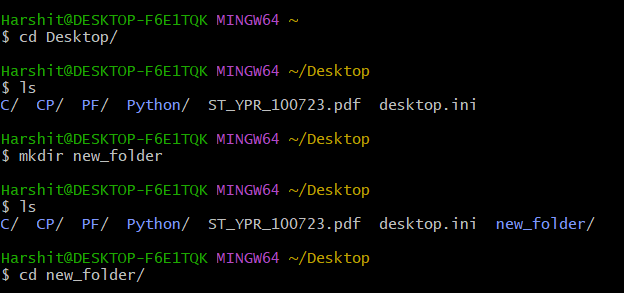 Harshit@DESKTOP-F6E1TQK MINGW64 ~
$ cd Desktop/
Harshit@DESKTOP-F6E1TQK MINGW64 ~/Desktop
$ ls
C/  CP/  PF/  Python/  ST_YPR_100723.pdf  desktop.ini
Harshit@DESKTOP-F6E1TQK MINGW64 ~/Desktop
$ mkdir new_folder
Harshit@DESKTOP-F6E1TQK MINGW64 ~/Desktop
$ ls
C/  CP/  PF/  Python/  ST_YPR_100723.pdf  desktop.ini  new_folder/
Harshit@DESKTOP-F6E1TQK MINGW64 ~/Desktop
$ cd new_folder/